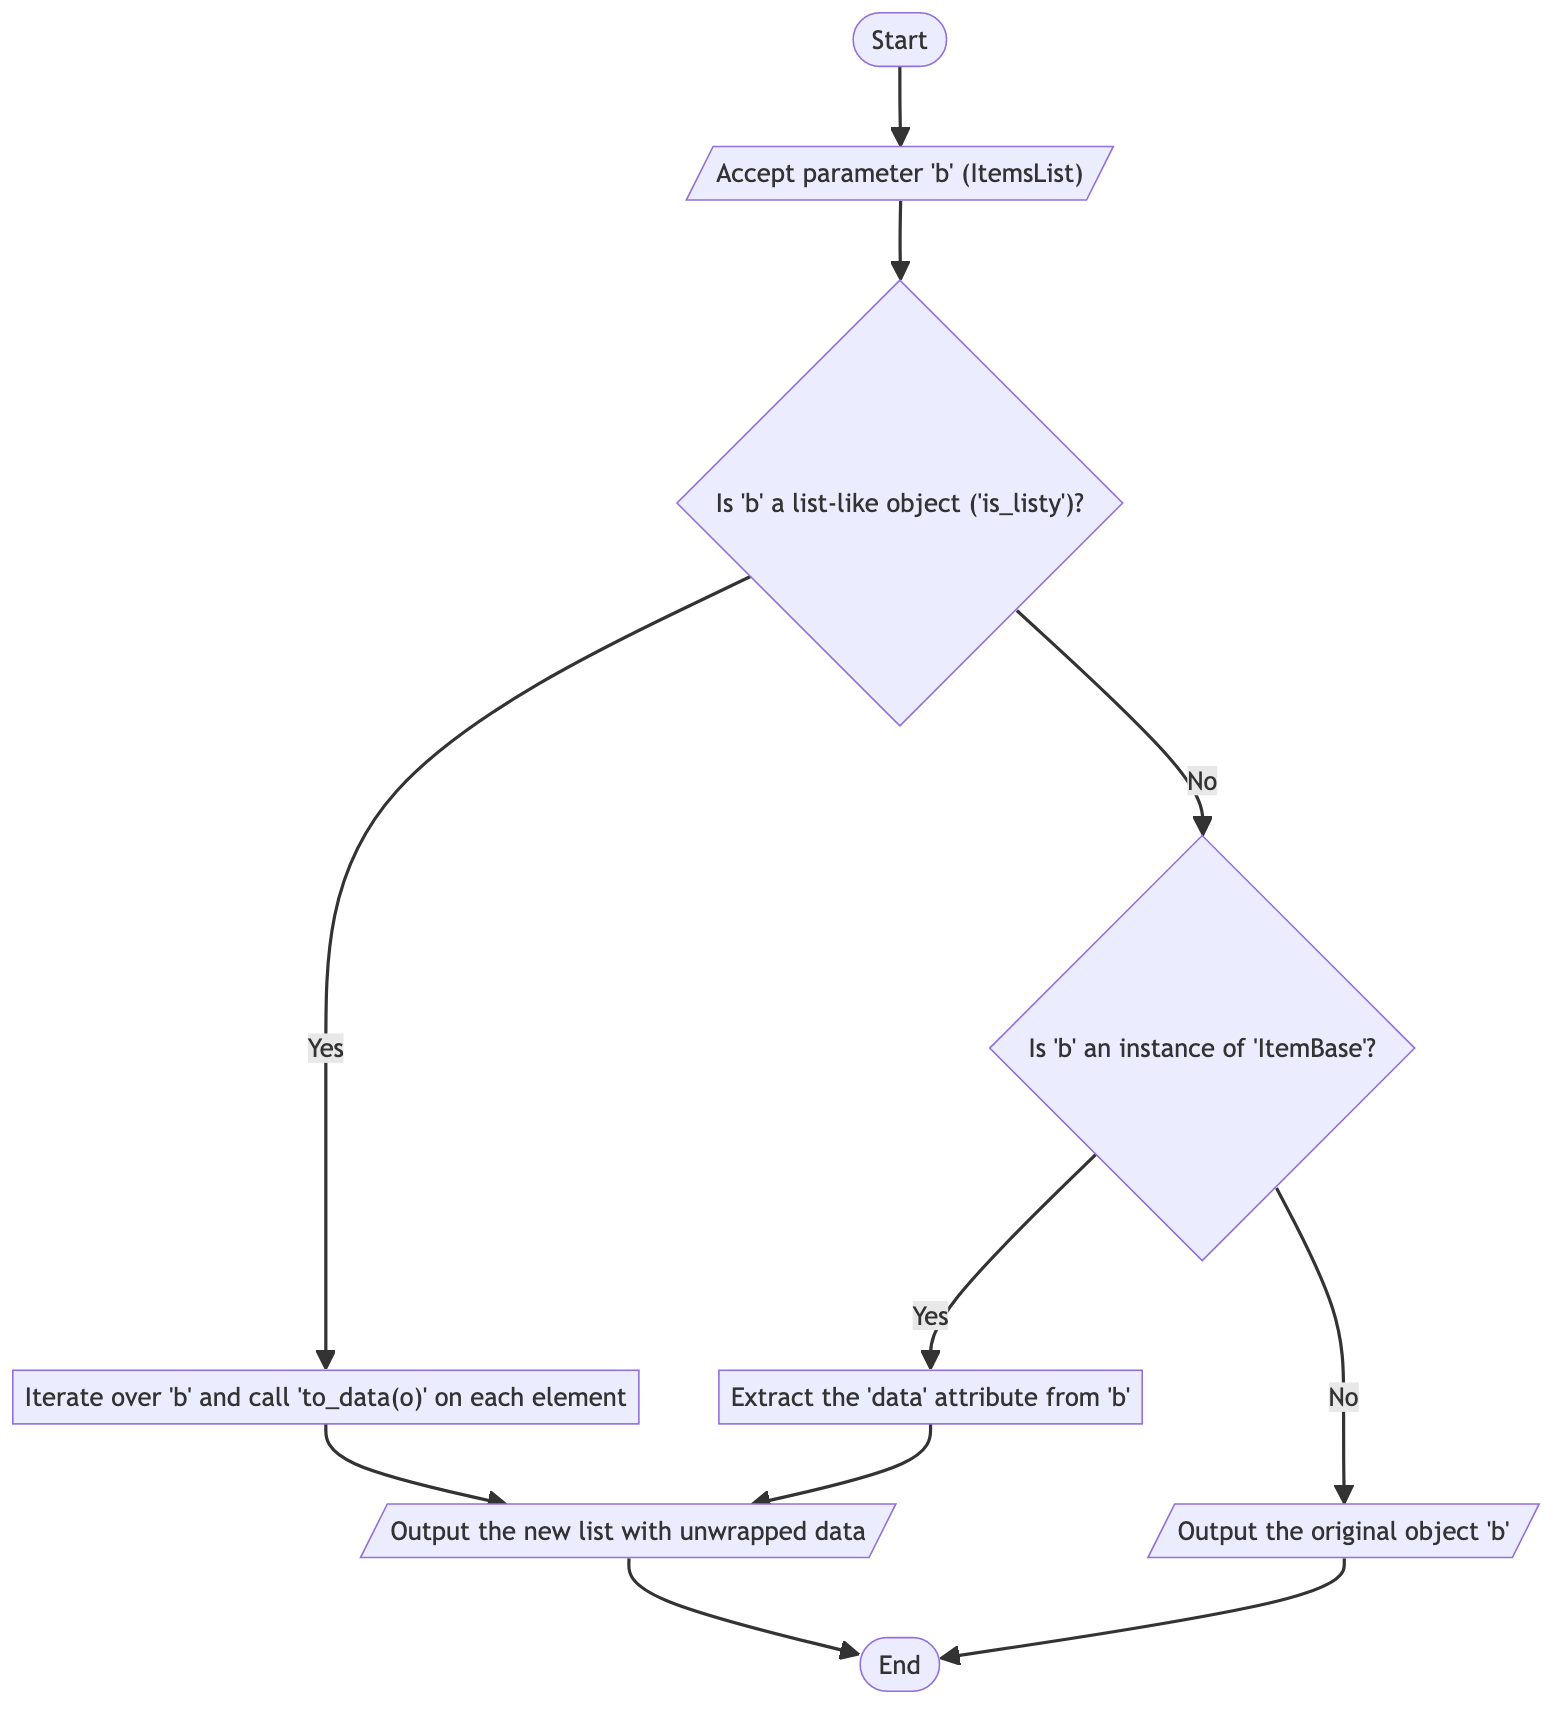 Start
Accept parameter 'b' (ItemsList)
Is 'b' a list-like object ('is_listy')?
No
Yes
Is 'b' an instance of 'ItemBase'?
Yes
No
Iterate over 'b' and call 'to_data(o)' on each element
Extract the 'data' attribute from 'b'
Output the new list with unwrapped data
Output the original object 'b'
End